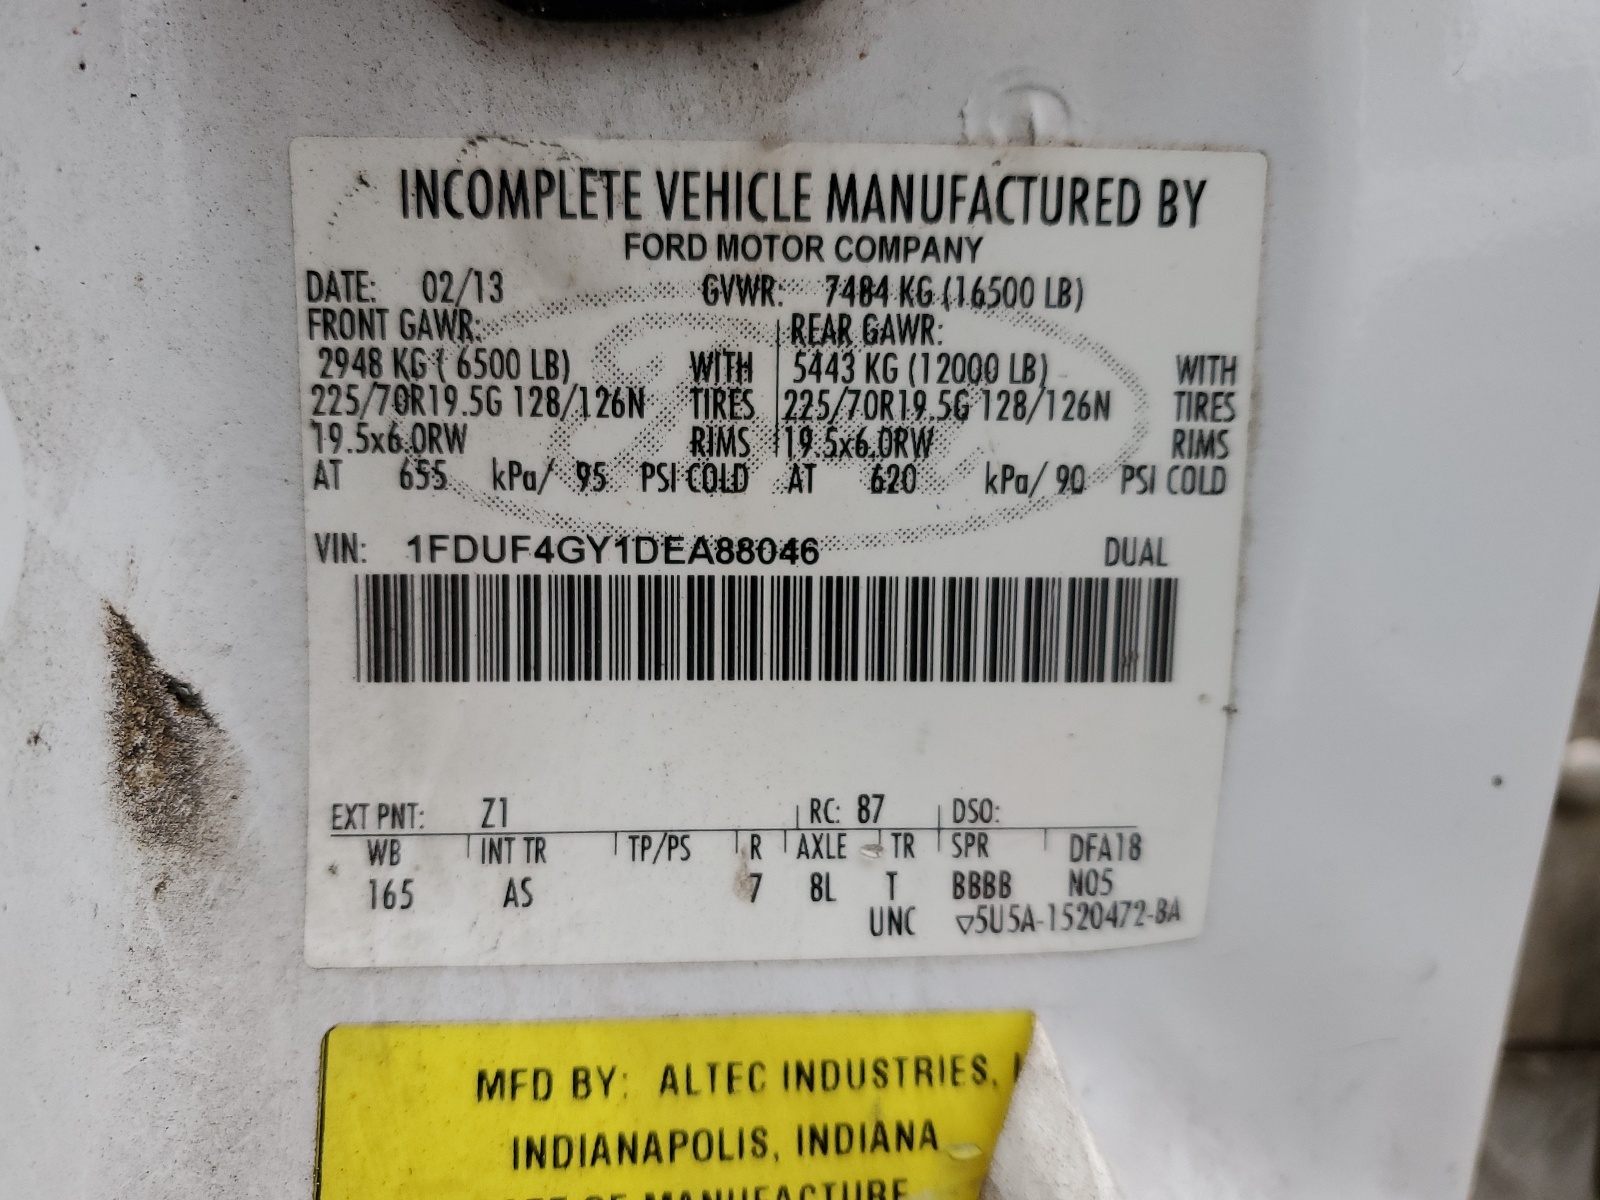 INCOMPLETE VEHICLE MANUFACTURED BY
FORD MOTOR COMPANY
DATE: 02/13 GVWR: 7484 KG (16500 LB)
FRONT GAWR: REAR GAWR:
2948 KG ( 6500 LB) WITH 5443 KG (12000 LB) WITH
225/70R19.5G 128/126N TIRES 225/70R19.5G 128/126N TIRES
19.5x6.0RW RIMS 19.5x6.0RW RIMS
AT 655 kPa/ 95 PSI COLD AT 620 kPa/ 90 PSI COLD
VIN: 1FDUF4GY1DEA88046 DUAL
EXT PNT: Z1 RC: 87 DSO:
WB INT TR TP/PS R AXLE TR SPR DFA18
165 AS 7 8L T BBBB N05
UNC ▽5U5A-1520472-BA
MFD BY: ALTEC INDUSTRIES,
INDIANAPOLIS, INDIANA
OF MANUFACTURE